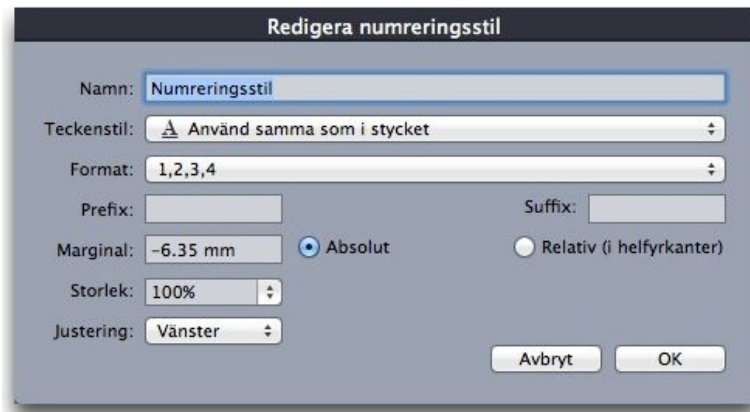 Redigera numreringsstil
Namn: Numreringsstil
Teckenstil: A Använd samma som i stycket
Format: 1,2,3,4
Prefix: Suffix:
Marginal: -6.35 mm Absolut Relativ (i helfyrkanter)
Storlek: 100%
Justering: Vänster
Avbryt OK